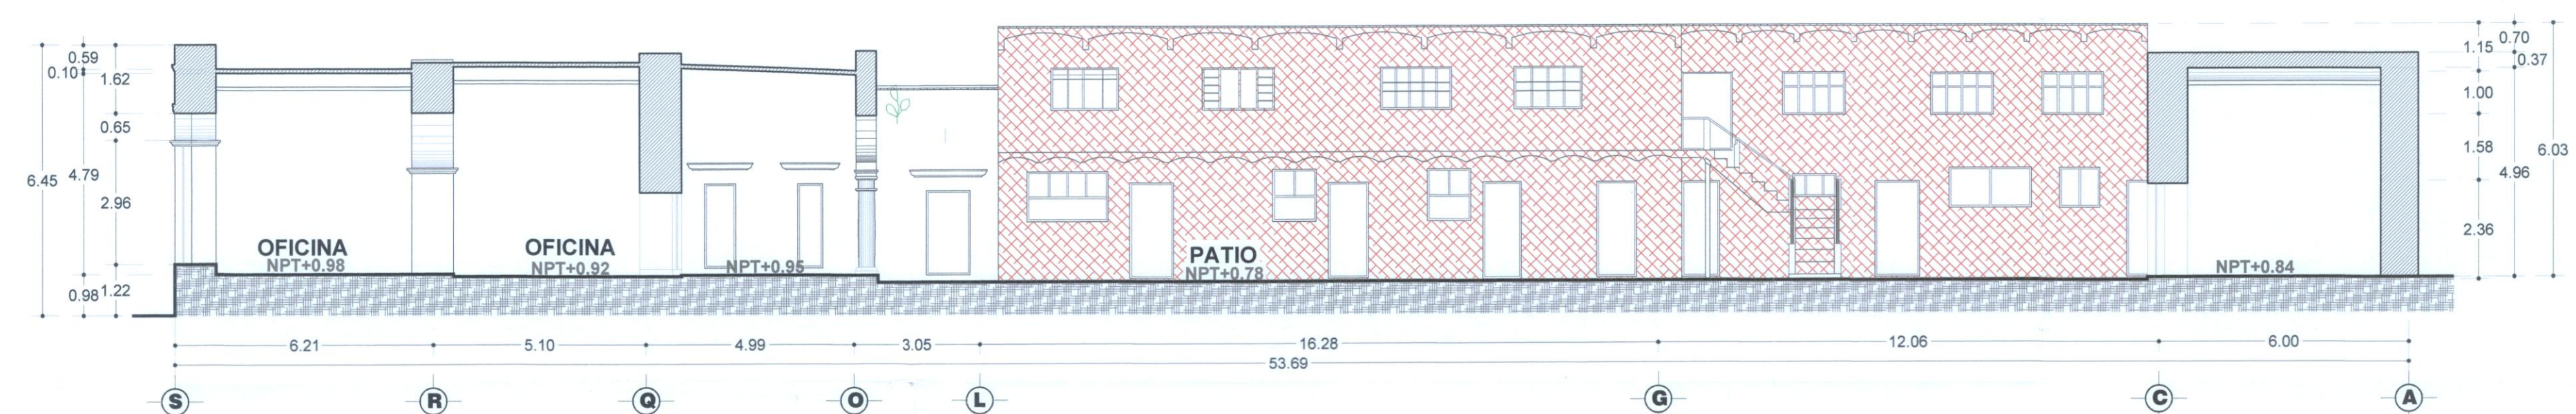 0.59
0.10
1.62
0.65
6.45
4.79
2.96
0.98
1.22
OFICINA
NPT+0.98
OFICINA
NPT+0.92
NPT+0.95
PATIO
NPT+0.78
NPT+0.84
1.15
0.70
0.37
1.00
1.58
6.03
4.96
2.36
6.21
5.10
4.99
3.05
16.28
12.06
6.00
53.69
S
R
Q
O
L
G
C
A